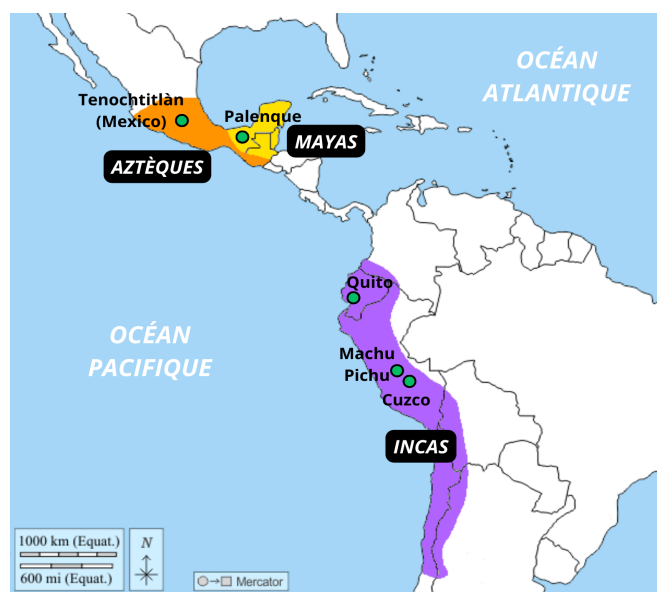 OCÉAN
ATLANTIQUE
Tenochtitlàn
(Mexico)
Palenque
MAYAS
AZTÈQUES
Quito
OCÉAN
PACIFIQUE
Machu
Pichu
Cuzco
INCAS
1000 km (Equat.)
600 mi (Equat.)
N
Mercator